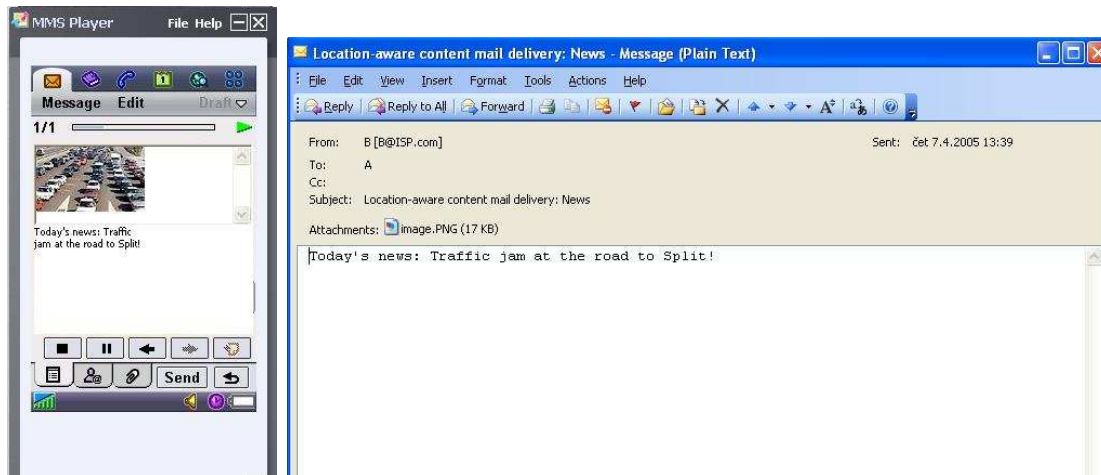 MMS Player File Help
Message Edit Draft
1/1
Today's news: Traffic
jam at the road to Split!
Send
Location-aware content mail delivery: News - Message (Plain Text)
File Edit View Insert Format Tools Actions Help
Reply Reply to All Forward
From: B [B@ISP.com] Sent: čet 7.4.2005 13:39
To: A
Cc:
Subject: Location-aware content mail delivery: News
Attachments: image.PNG (17 KB)
Today's news: Traffic jam at the road to Split!